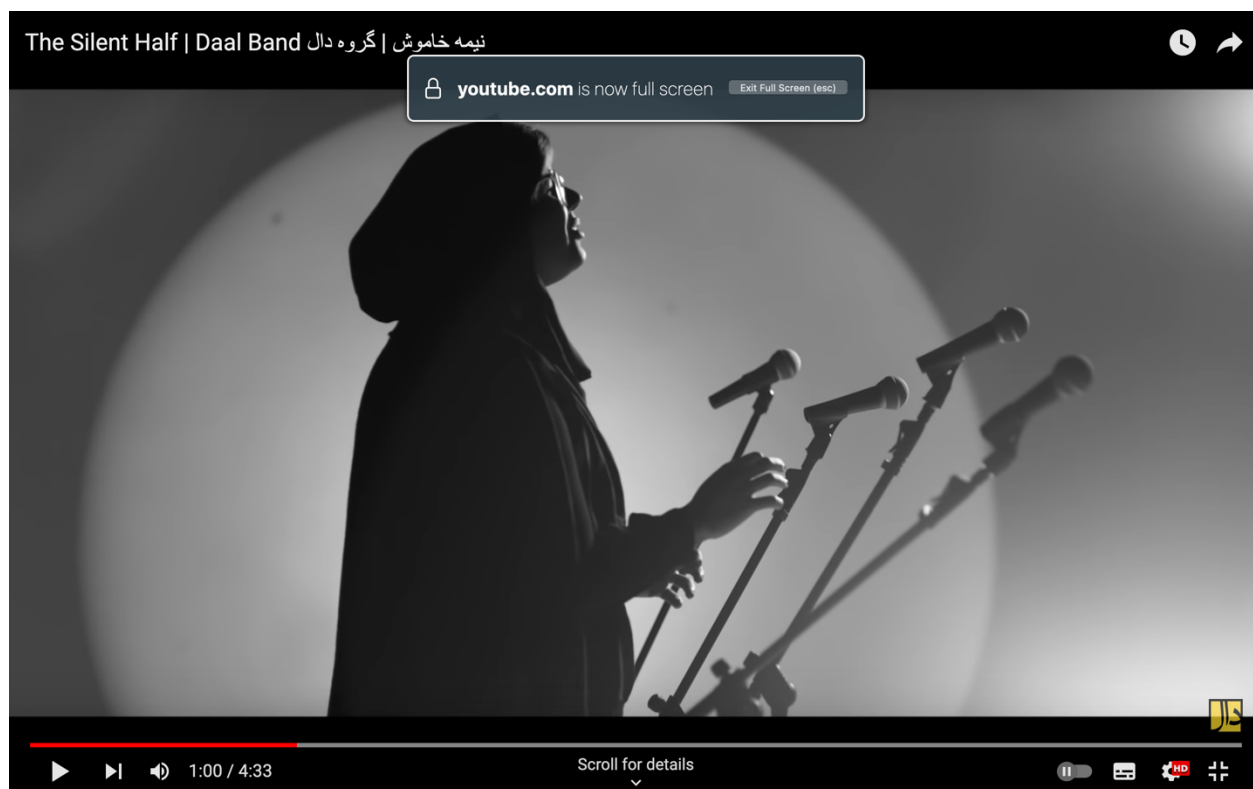 The Silent Half | Daal Band نیمه خاموش | گروه دال
youtube.com is now full screen Exit Full Screen (esc)
دال
1:00 / 4:33
Scroll for details
HD